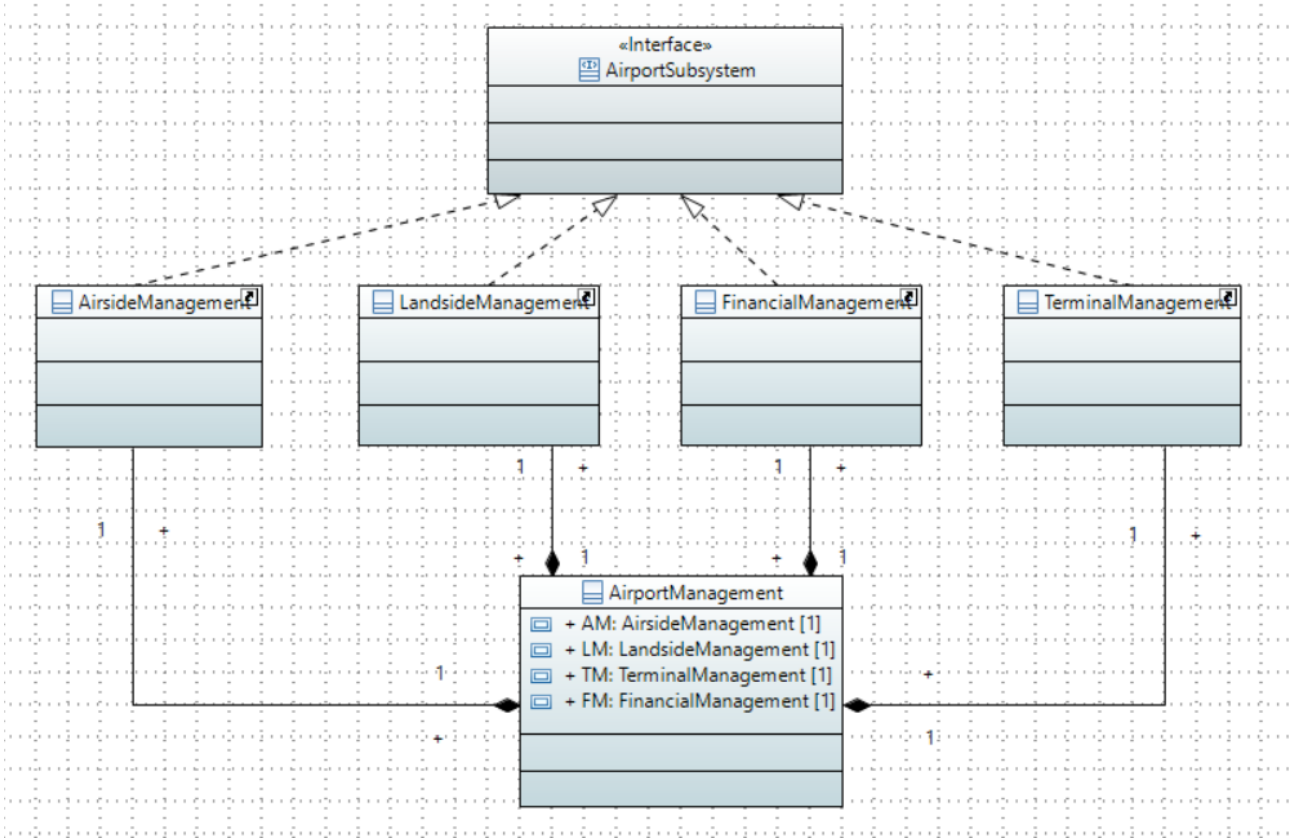 «Interface»
AirportSubsystem
AirsideManagement
LandsideManagement
FinancialManagement
TerminalManagement
1 +
1 +
1 +
1 +
+ 1
+ 1
AirportManagement
+ AM: AirsideManagement [1]
+ LM: LandsideManagement [1]
+ TM: TerminalManagement [1]
+ FM: FinancialManagement [1]
1
+
+
1